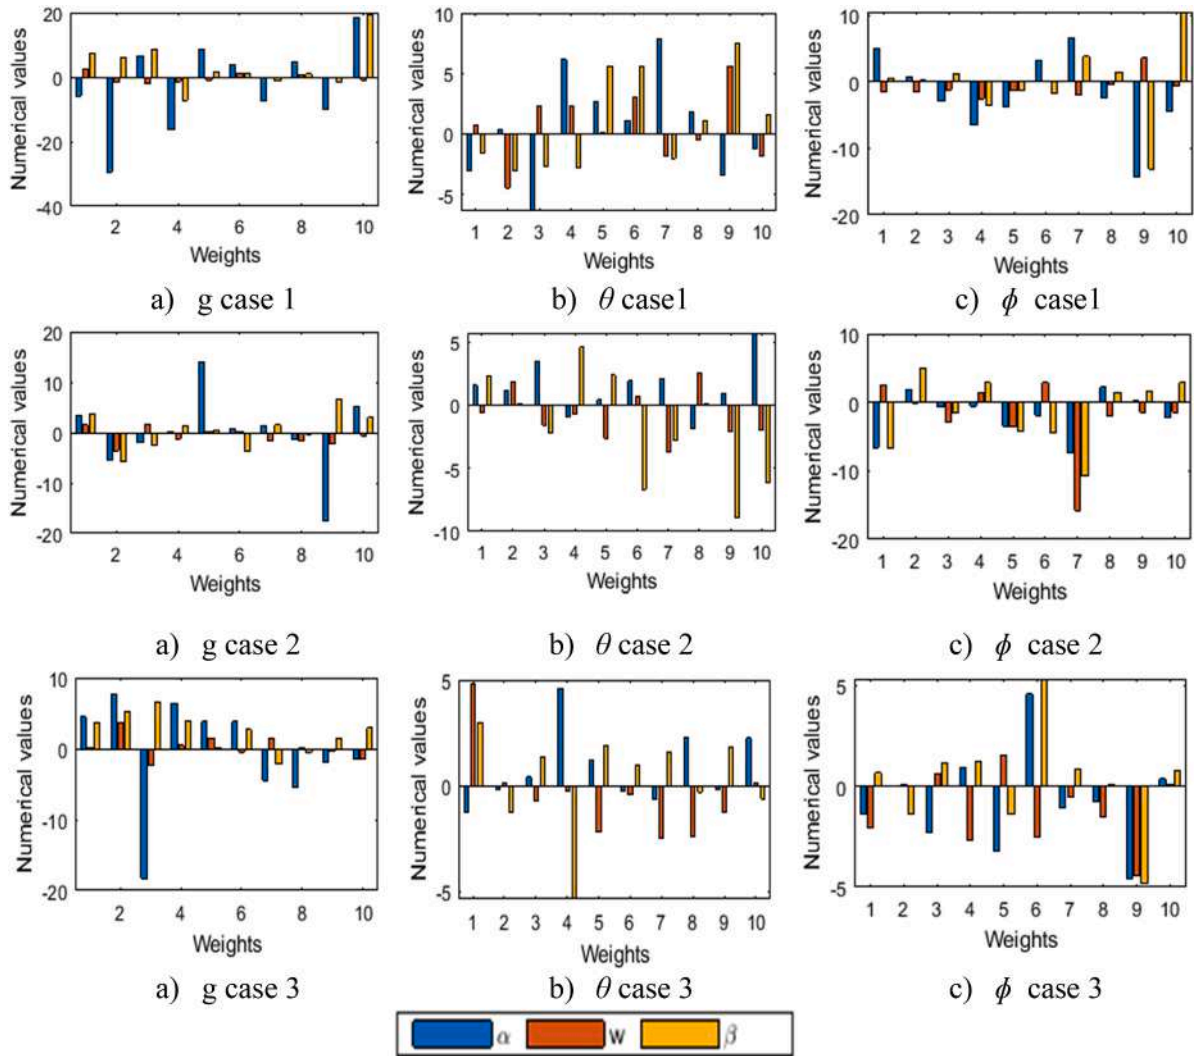 Numerical values
20
0
-20
-40
2 4 6 8 10
Weights
a) g case 1
Numerical values
10
5
0
-5
1 2 3 4 5 6 7 8 9 10
Weights
b) θ case1
Numerical values
10
0
-10
-20
1 2 3 4 5 6 7 8 9 10
Weights
c) ϕ case1
Numerical values
20
10
0
-10
-20
2 4 6 8 10
Weights
a) g case 2
Numerical values
5
0
-5
-10
1 2 3 4 5 6 7 8 9 10
Weights
b) θ case 2
Numerical values
10
0
-10
-20
1 2 3 4 5 6 7 8 9 10
Weights
c) ϕ case 2
Numerical values
10
0
-10
-20
2 4 6 8 10
Weights
a) g case 3
Numerical values
5
0
-5
1 2 3 4 5 6 7 8 9 10
Weights
b) θ case 3
Numerical values
5
0
-5
1 2 3 4 5 6 7 8 9 10
Weights
c) ϕ case 3
α w β